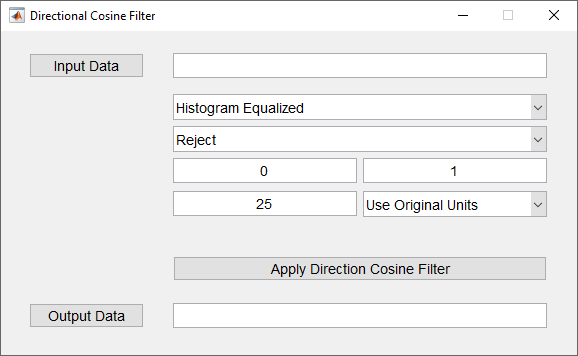 Directional Cosine Filter
Input Data
Histogram Equalized
Reject
0 1
25 Use Original Units
Apply Direction Cosine Filter
Output Data